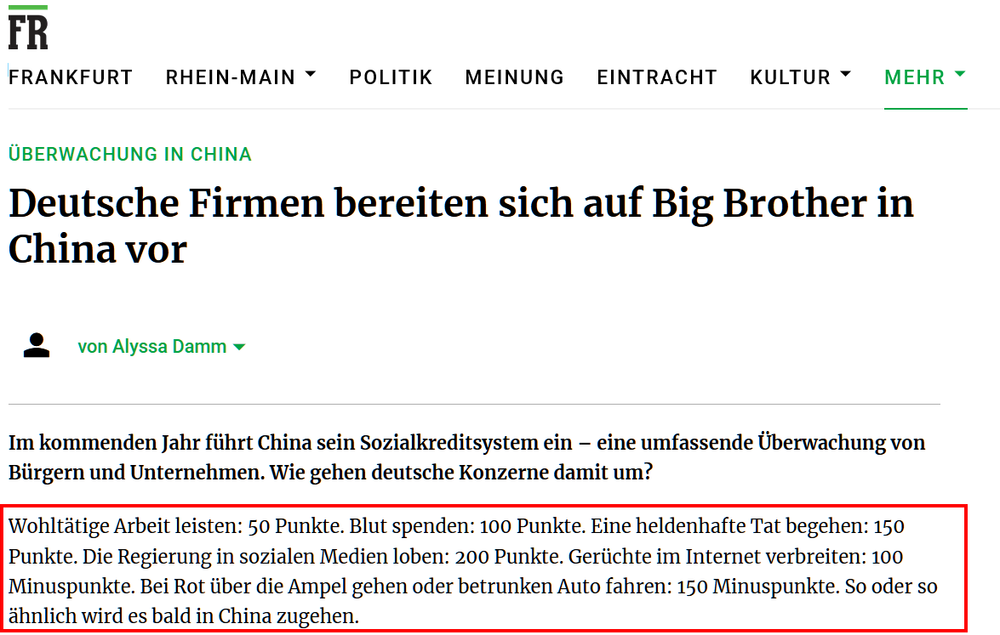 FR
FRANKFURT RHEIN-MAIN POLITIK MEINUNG EINTRACHT KULTUR MEHR
ÜBERWACHUNG IN CHINA
Deutsche Firmen bereiten sich auf Big Brother in
China vor
von Alyssa Damm
Im kommenden Jahr führt China sein Sozialkreditsystem ein – eine umfassende Überwachung von
Bürgern und Unternehmen. Wie gehen deutsche Konzerne damit um?
Wohltätige Arbeit leisten: 50 Punkte. Blut spenden: 100 Punkte. Eine heldenhafte Tat begehen: 150
Punkte. Die Regierung in sozialen Medien loben: 200 Punkte. Gerüchte im Internet verbreiten: 100
Minuspunkte. Bei Rot über die Ampel gehen oder betrunken Auto fahren: 150 Minuspunkte. So oder so
ähnlich wird es bald in China zugehen.